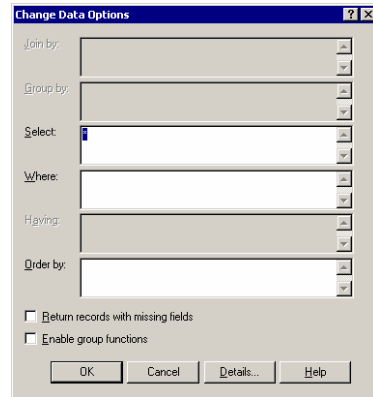 Change Data Options
Join by:
Group by:
Select:
*
Where:
Having:
Order by:
Return records with missing fields
Enable group functions
OK Cancel Details... Help